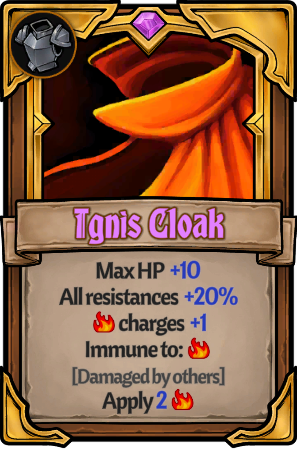 Ignis Cloak
Max HP +10
All resistances +20%
🔥 charges +1
Immune to: 🔥
[Damaged by others]
Apply 2 🔥